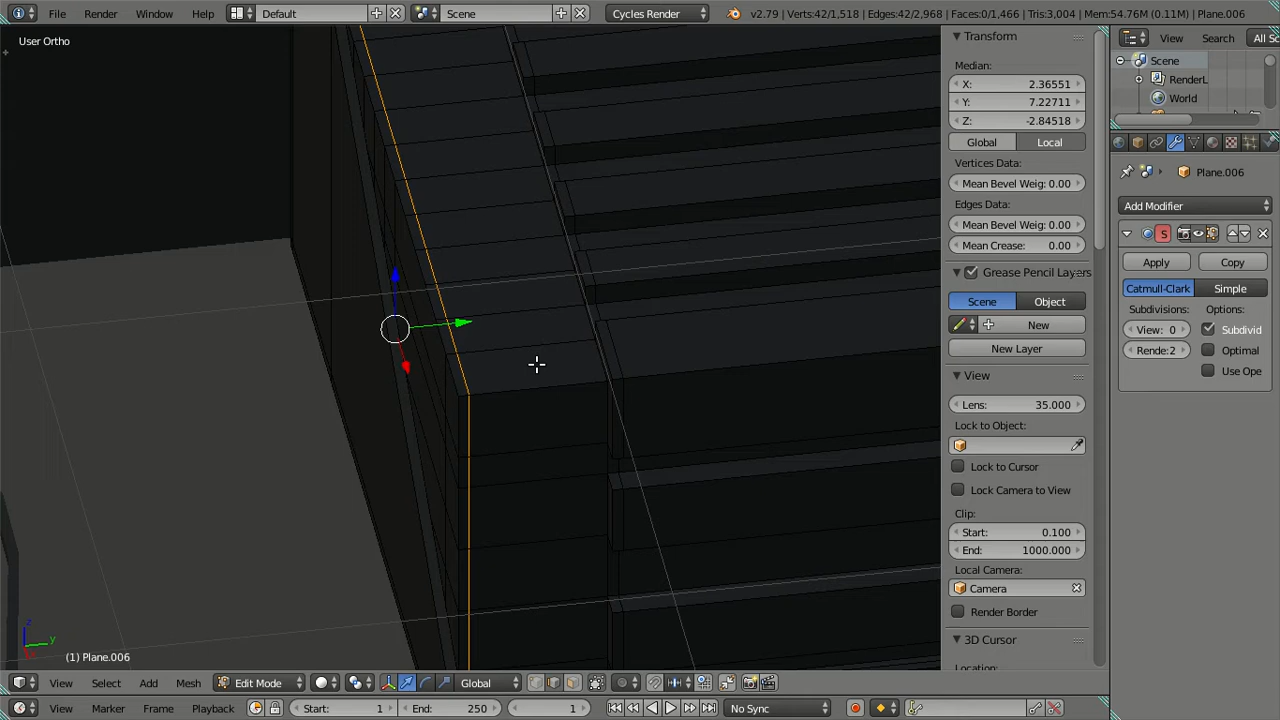 File Render Window Help Default Scene Cycles Render v2.79 | Verts:42/1,518 | Edges:42/2,968 | Faces:0/1,466 | Tris:3,004 | Mem:54.76M (0.11M) | Plane.006
User Ortho
Transform
Median:
X: 2.36551
Y: 7.22711
Z: -2.84518
Global Local
Vertices Data:
Mean Bevel Weig: 0.00
Edges Data:
Mean Bevel Weig: 0.00
Mean Crease: 0.00
Grease Pencil Layers
Scene Object
New
New Layer
View
Lens: 35.000
Lock to Object:
Lock to Cursor
Lock Camera to View
Clip:
Start: 0.100
End: 1000.000
Local Camera:
Camera
Render Border
3D Cursor
Location:
View Search All Sc
Scene
RenderL
World
Plane.006
Add Modifier
S
Apply Copy
Catmull-Clark Simple
Subdivisions: Options:
View: 0 Subdivid
Rende:2 Optimal
Use Ope
z
y
(1) Plane.006
View Select Add Mesh Edit Mode Global
View Marker Frame Playback Start: 1 End: 250 1 No Sync